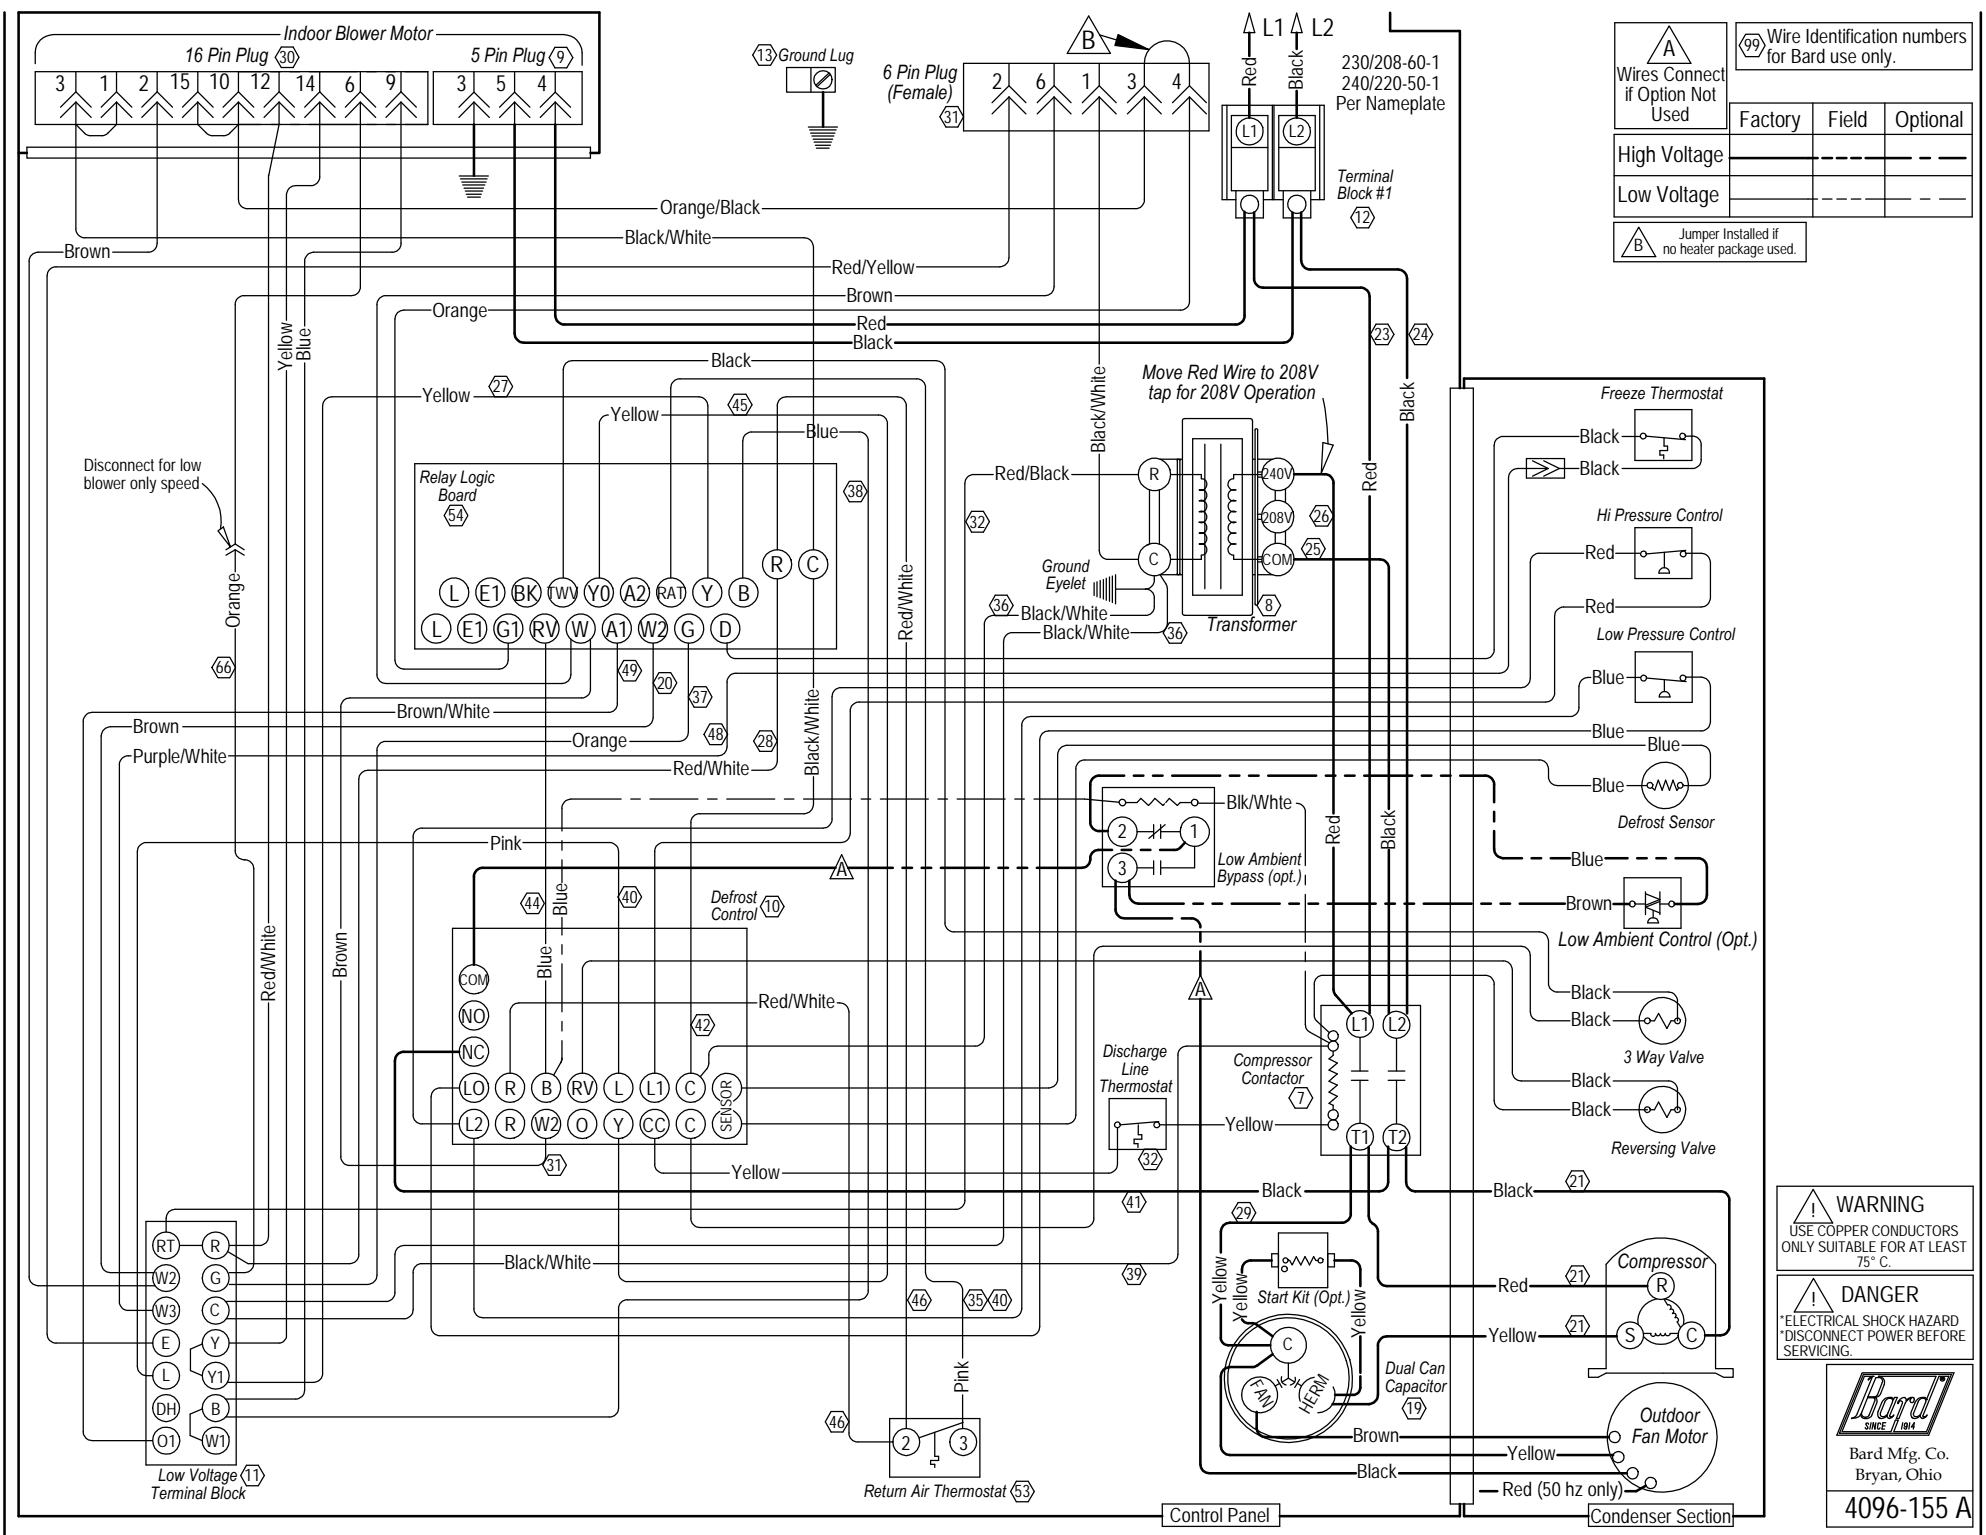 Indoor Blower Motor
16 Pin Plug 30
5 Pin Plug 9
3 1 2 15 10 12 14 6 9
3 5 4
13 Ground Lug
6 Pin Plug
(Female)
31
B
2 6 1 3 4
L1 L2
Red
Black
230/208-60-1
240/220-50-1
Per Nameplate
L1 L2
Terminal
Block #1
12
A
Wires Connect
if Option Not
Used
99 Wire Identification numbers
for Bard use only.
Factory Field Optional
High Voltage
Low Voltage
B Jumper Installed if
no heater package used.
Orange/Black
Black/White
Brown
Red/Yellow
Brown
Orange
Red
Black
Yellow
Blue
Black
Yellow 27
Yellow 45
Blue
23 24
Black
Red
Black/White
Move Red Wire to 208V
tap for 208V Operation
Disconnect for low
blower only speed
Relay Logic
Board
54
38
R C
L E1 BK TWV Y0 A2 RAT Y B
L E1 G1 RV W A1 W2 G D
Red/Black
32
R
C
240V
208V
COM
26
25
Ground
Eyelet
36 Black/White
Black/White 36
8
Transformer
Red/White
Orange
66
49 20 37 48 28
Black/White
Brown/White
Brown
Orange
Purple/White
Red/White
Freeze Thermostat
Black
Black
Hi Pressure Control
Red
Red
Low Pressure Control
Blue
Blue
Blue
Blue
Defrost Sensor
Blk/Whte
2 1
3
Low Ambient
Bypass (opt.)
Red
Black
Blue
Brown
Low Ambient Control (Opt.)
Pink
A
44 Blue 40
Defrost
Control 10
Red/White
Brown
Blue
COM
NO
NC
LO R B RV L L1 C SENSOR
L2 R W2 O Y CC C
Red/White
42
31
A
Discharge
Line
Thermostat
32
Compressor
Contactor
7
L1 L2
T1 T2
Yellow
Yellow
Black
Black
3 Way Valve
Black
Black
Reversing Valve
Black
41
Black 21
29
Black/White
39
RT R
W2 G
W3 C
E Y
L Y1
DH B
O1 W1
Low Voltage 11
Terminal Block
46 35 40
Pink
46
2 3
Return Air Thermostat 53
Yellow
Yellow
Yellow
Start Kit (Opt.)
C
FAN HERM
Dual Can
Capacitor
19
Red 21
Yellow 21
Compressor
R
S C
Brown
Yellow
Black
Red (50 hz only)
Outdoor
Fan Motor
Control Panel
Condenser Section
! WARNING
USE COPPER CONDUCTORS
ONLY SUITABLE FOR AT LEAST
75° C.
! DANGER
*ELECTRICAL SHOCK HAZARD
*DISCONNECT POWER BEFORE
SERVICING.
Bard
SINCE 1914
Bard Mfg. Co.
Bryan, Ohio
4096-155 A